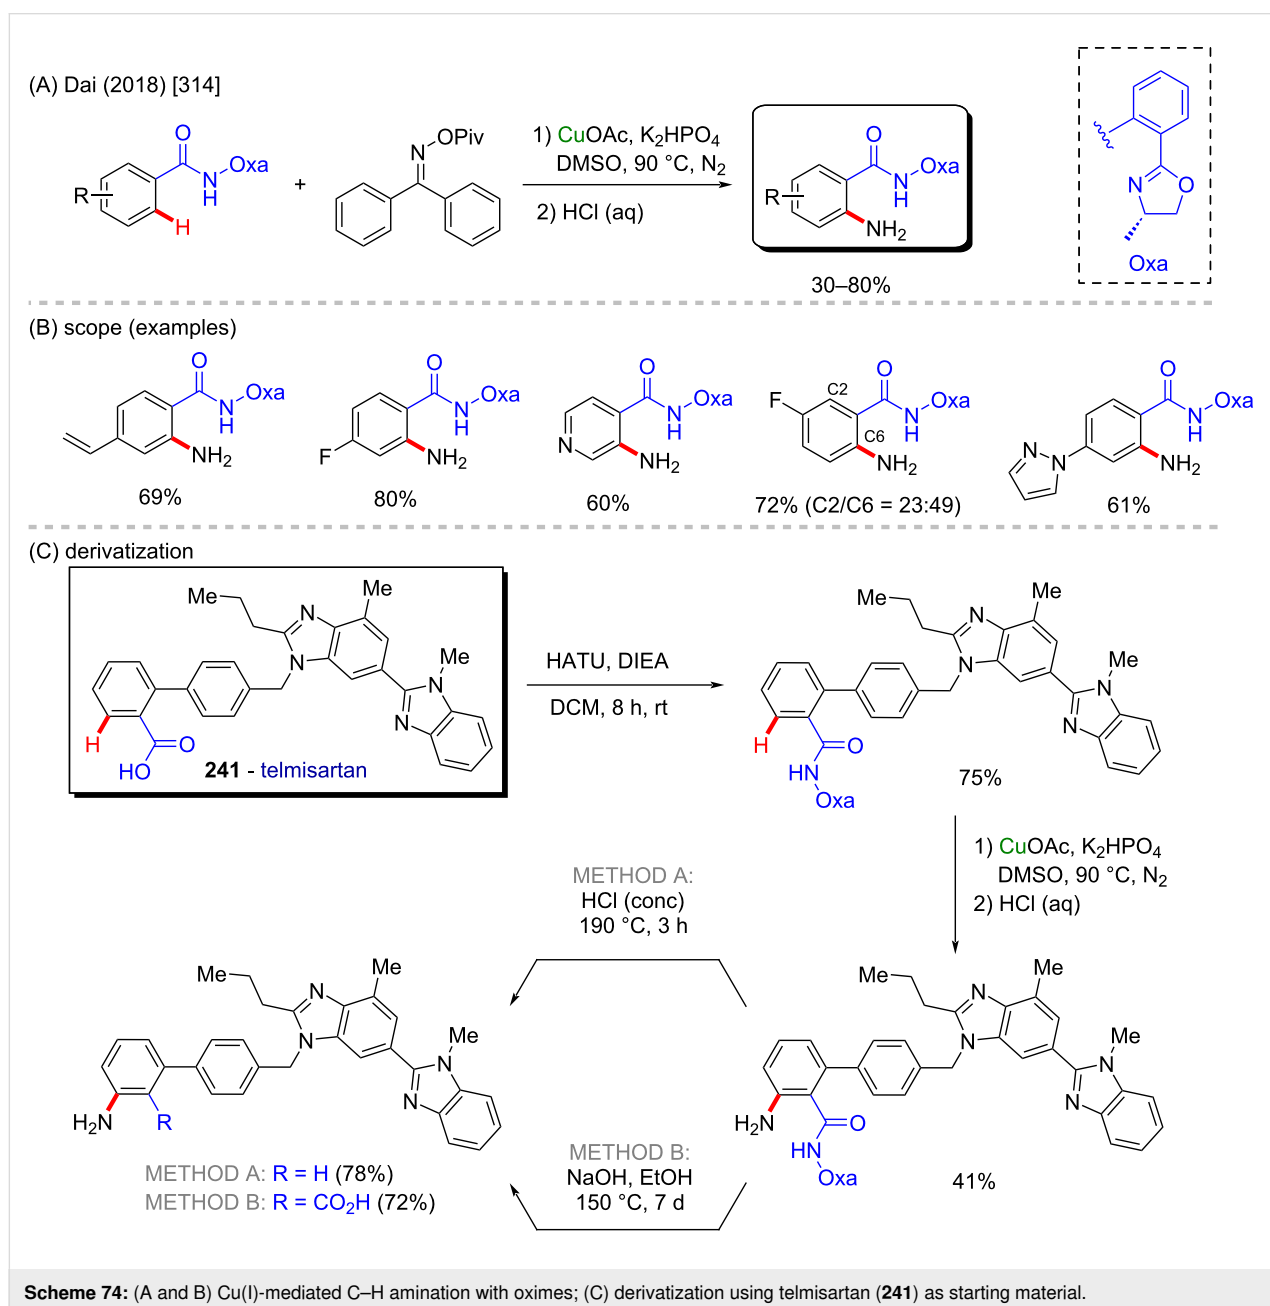 (A) Dai (2018) [314]
R
O
N
H
Oxa
H
+
N
OPiv
1) CuOAc, K₂HPO₄
DMSO, 90 °C, N₂
2) HCl (aq)
R
O
N
H
Oxa
NH₂
30–80%
N
O
Oxa
(B) scope (examples)
O
N
H
Oxa
NH₂
69%
F
O
N
H
Oxa
NH₂
80%
N
O
N
H
Oxa
NH₂
60%
F
C2
C6
O
N
H
Oxa
NH₂
72% (C2/C6 = 23:49)
N
N
O
N
H
Oxa
NH₂
61%
(C) derivatization
Me
N
Me
N
Me
N
N
H
O
HO
241 - telmisartan
HATU, DIEA
DCM, 8 h, rt
Me
N
Me
N
Me
N
N
H
O
HN
Oxa
75%
1) CuOAc, K₂HPO₄
DMSO, 90 °C, N₂
2) HCl (aq)
METHOD A:
HCl (conc)
190 °C, 3 h
Me
N
Me
N
Me
N
N
H₂N
R
METHOD A: R = H (78%)
METHOD B: R = CO₂H (72%)
METHOD B:
NaOH, EtOH
150 °C, 7 d
Me
N
Me
N
Me
N
N
H₂N
O
HN
Oxa
41%
Scheme 74: (A and B) Cu(I)-mediated C–H amination with oximes; (C) derivatization using telmisartan (241) as starting material.